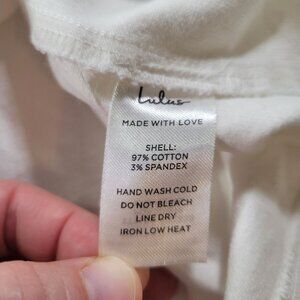 Lulus
MADE WITH LOVE
SHELL:
97% COTTON
3% SPANDEX
HAND WASH COLD
DO NOT BLEACH
LINE DRY
IRON LOW HEAT